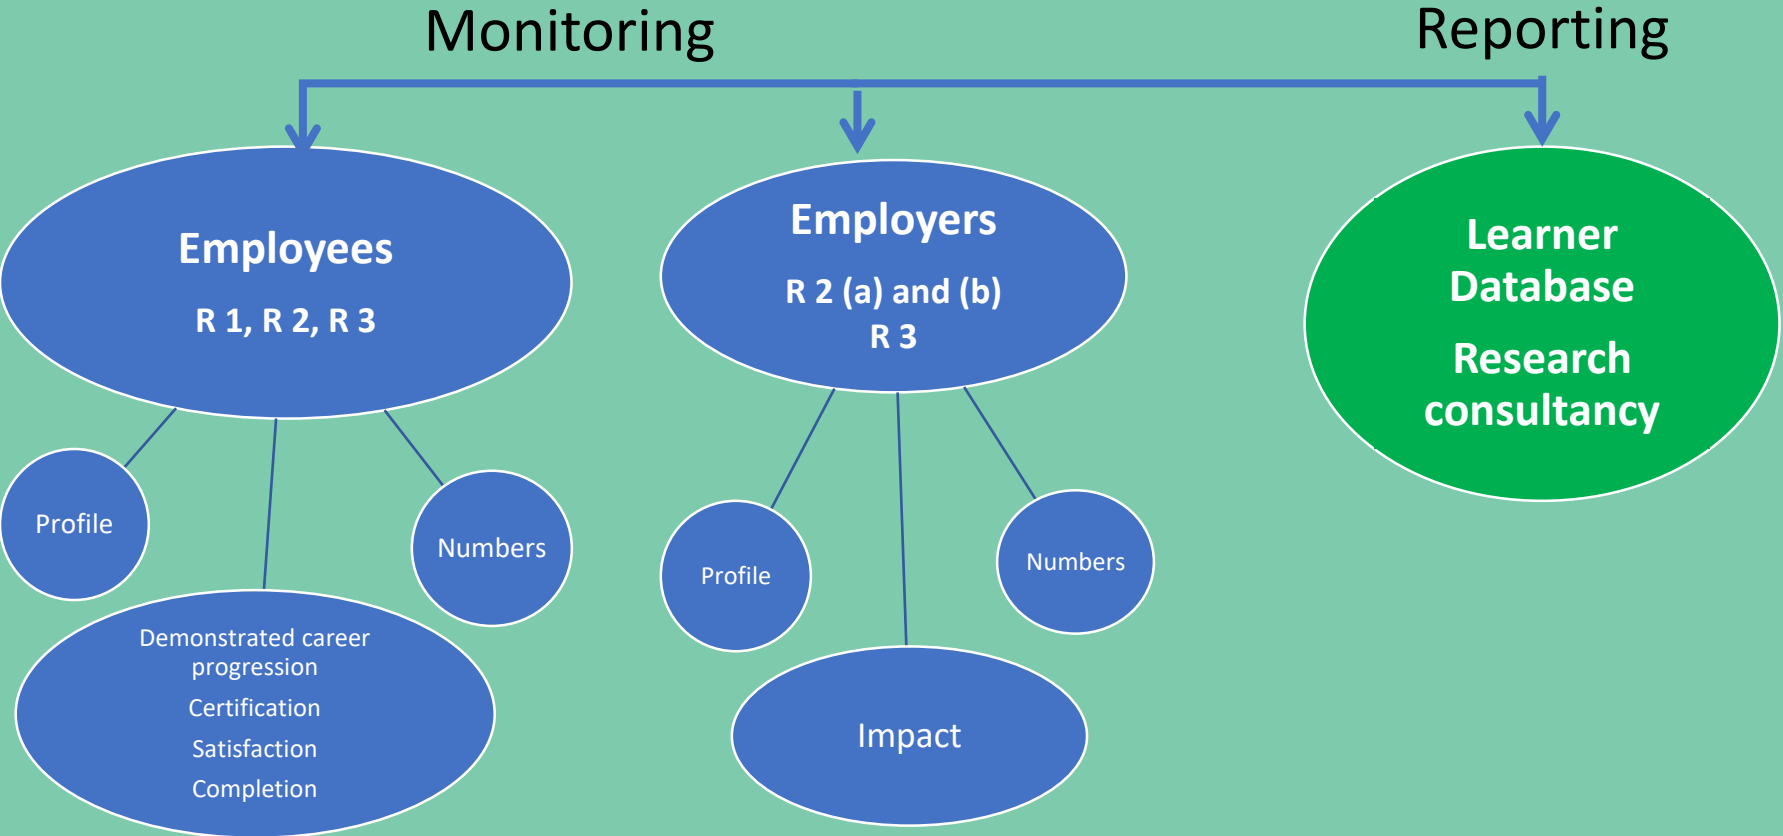 Monitoring
Reporting
Employees
R 1, R 2, R 3
Employers
R 2 (a) and (b)
R 3
Learner
Database
Research
consultancy
Profile
Numbers
Demonstrated career
progression
Certification
Satisfaction
Completion
Profile
Numbers
Impact